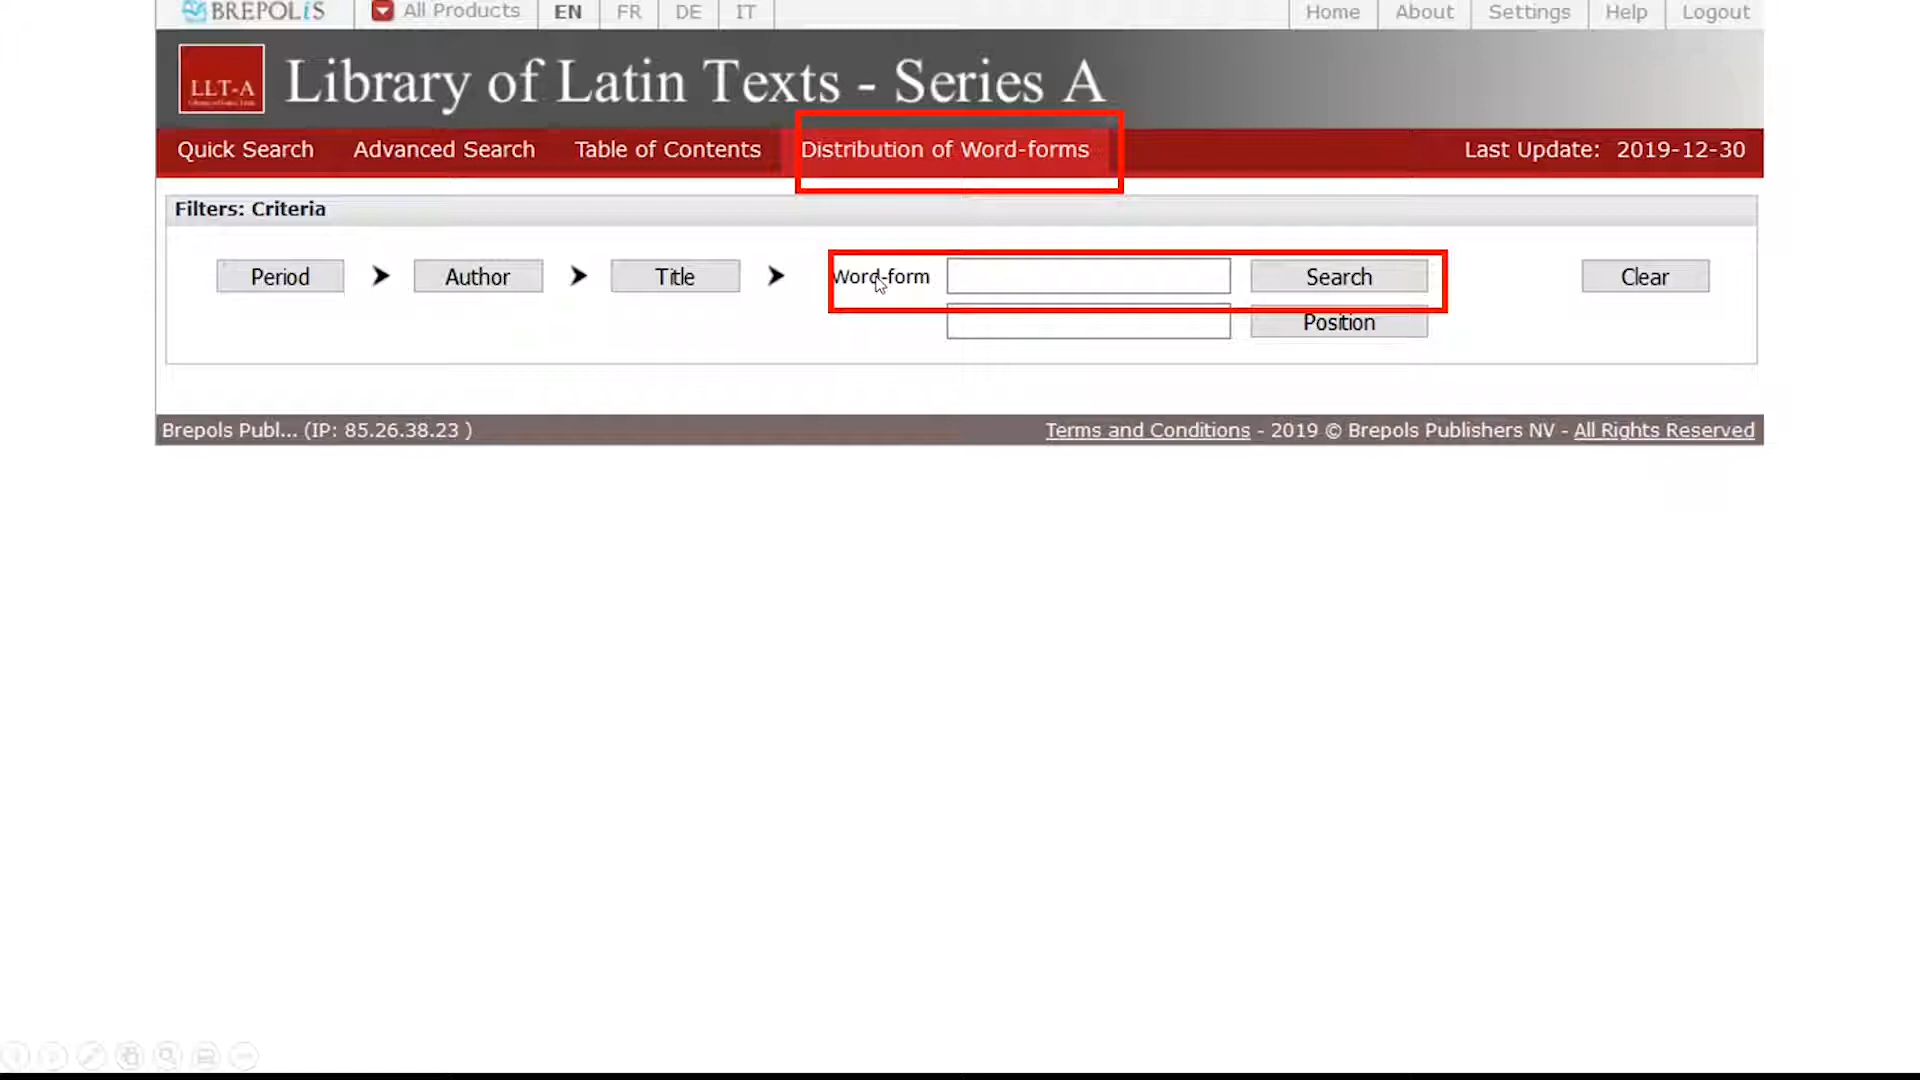 BREPOLiS All Products EN FR DE IT Home About Settings Help Logout
LLT-A Library of Latin Texts - Series A
Quick Search Advanced Search Table of Contents Distribution of Word-forms Last Update: 2019-12-30
Filters: Criteria
Period Author Title Word-form Search Clear
Position
Brepols Publ... (IP: 85.26.38.23 ) Terms and Conditions - 2019 © Brepols Publishers NV - All Rights Reserved